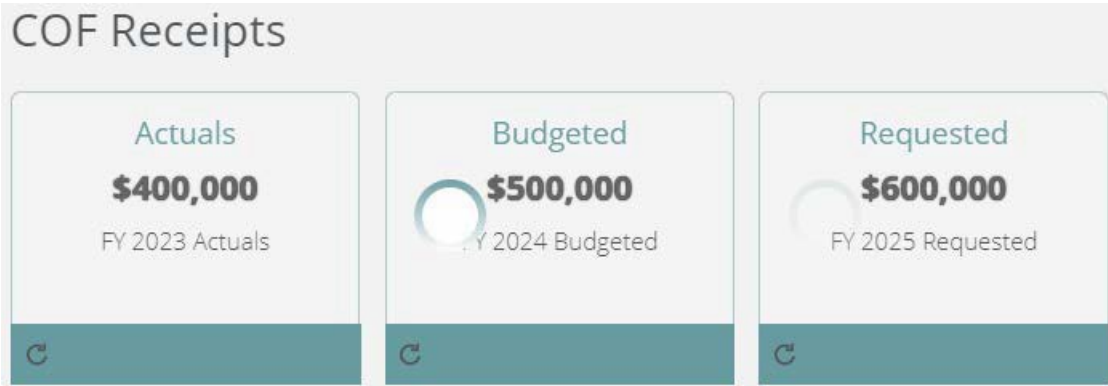 COF Receipts
Actuals
$400,000
FY 2023 Actuals
Budgeted
$500,000
Y 2024 Budgeted
Requested
$600,000
FY 2025 Requested